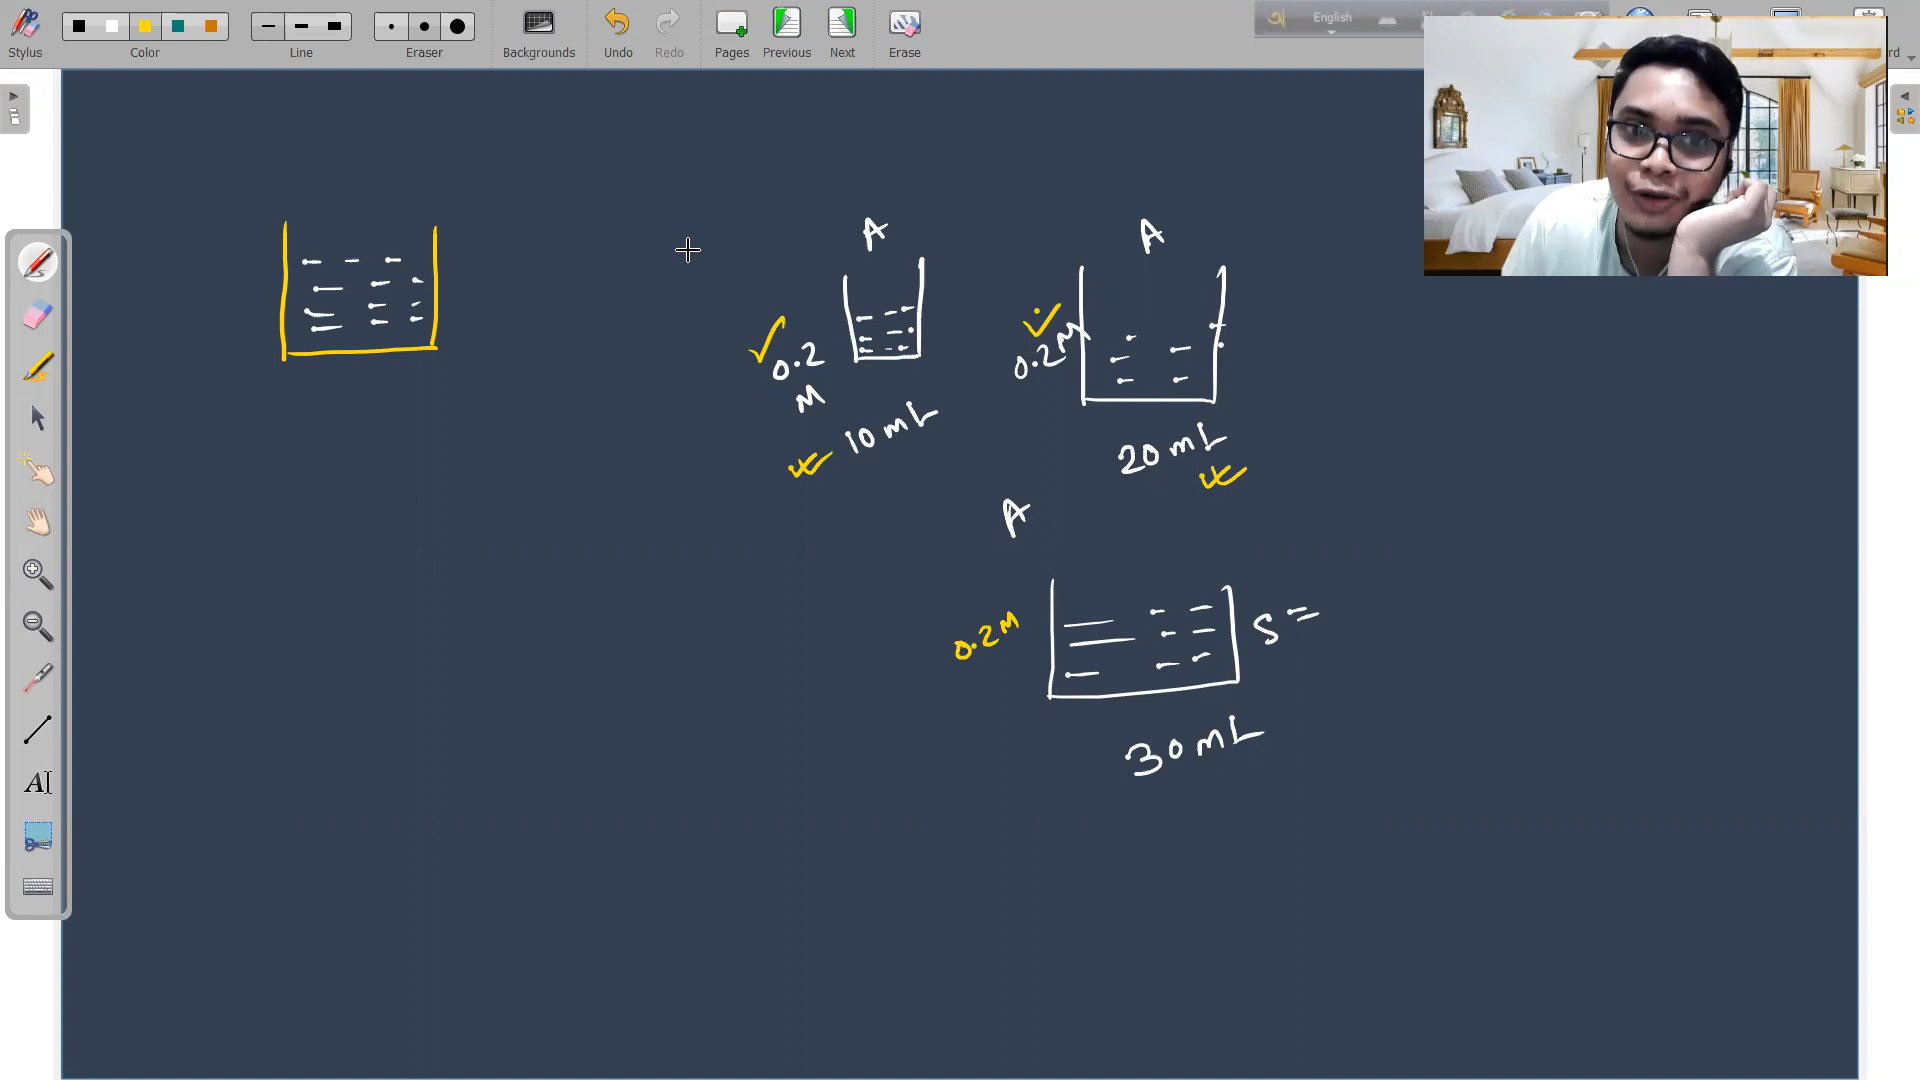 Stylus
Color
Line
Eraser
Backgrounds
Undo
Redo
Pages
Previous
Next
Erase
English
rd
A
A
0.2
M
0.2M
10 mL
20 mL
A
0.2M
S =
30 mL
A